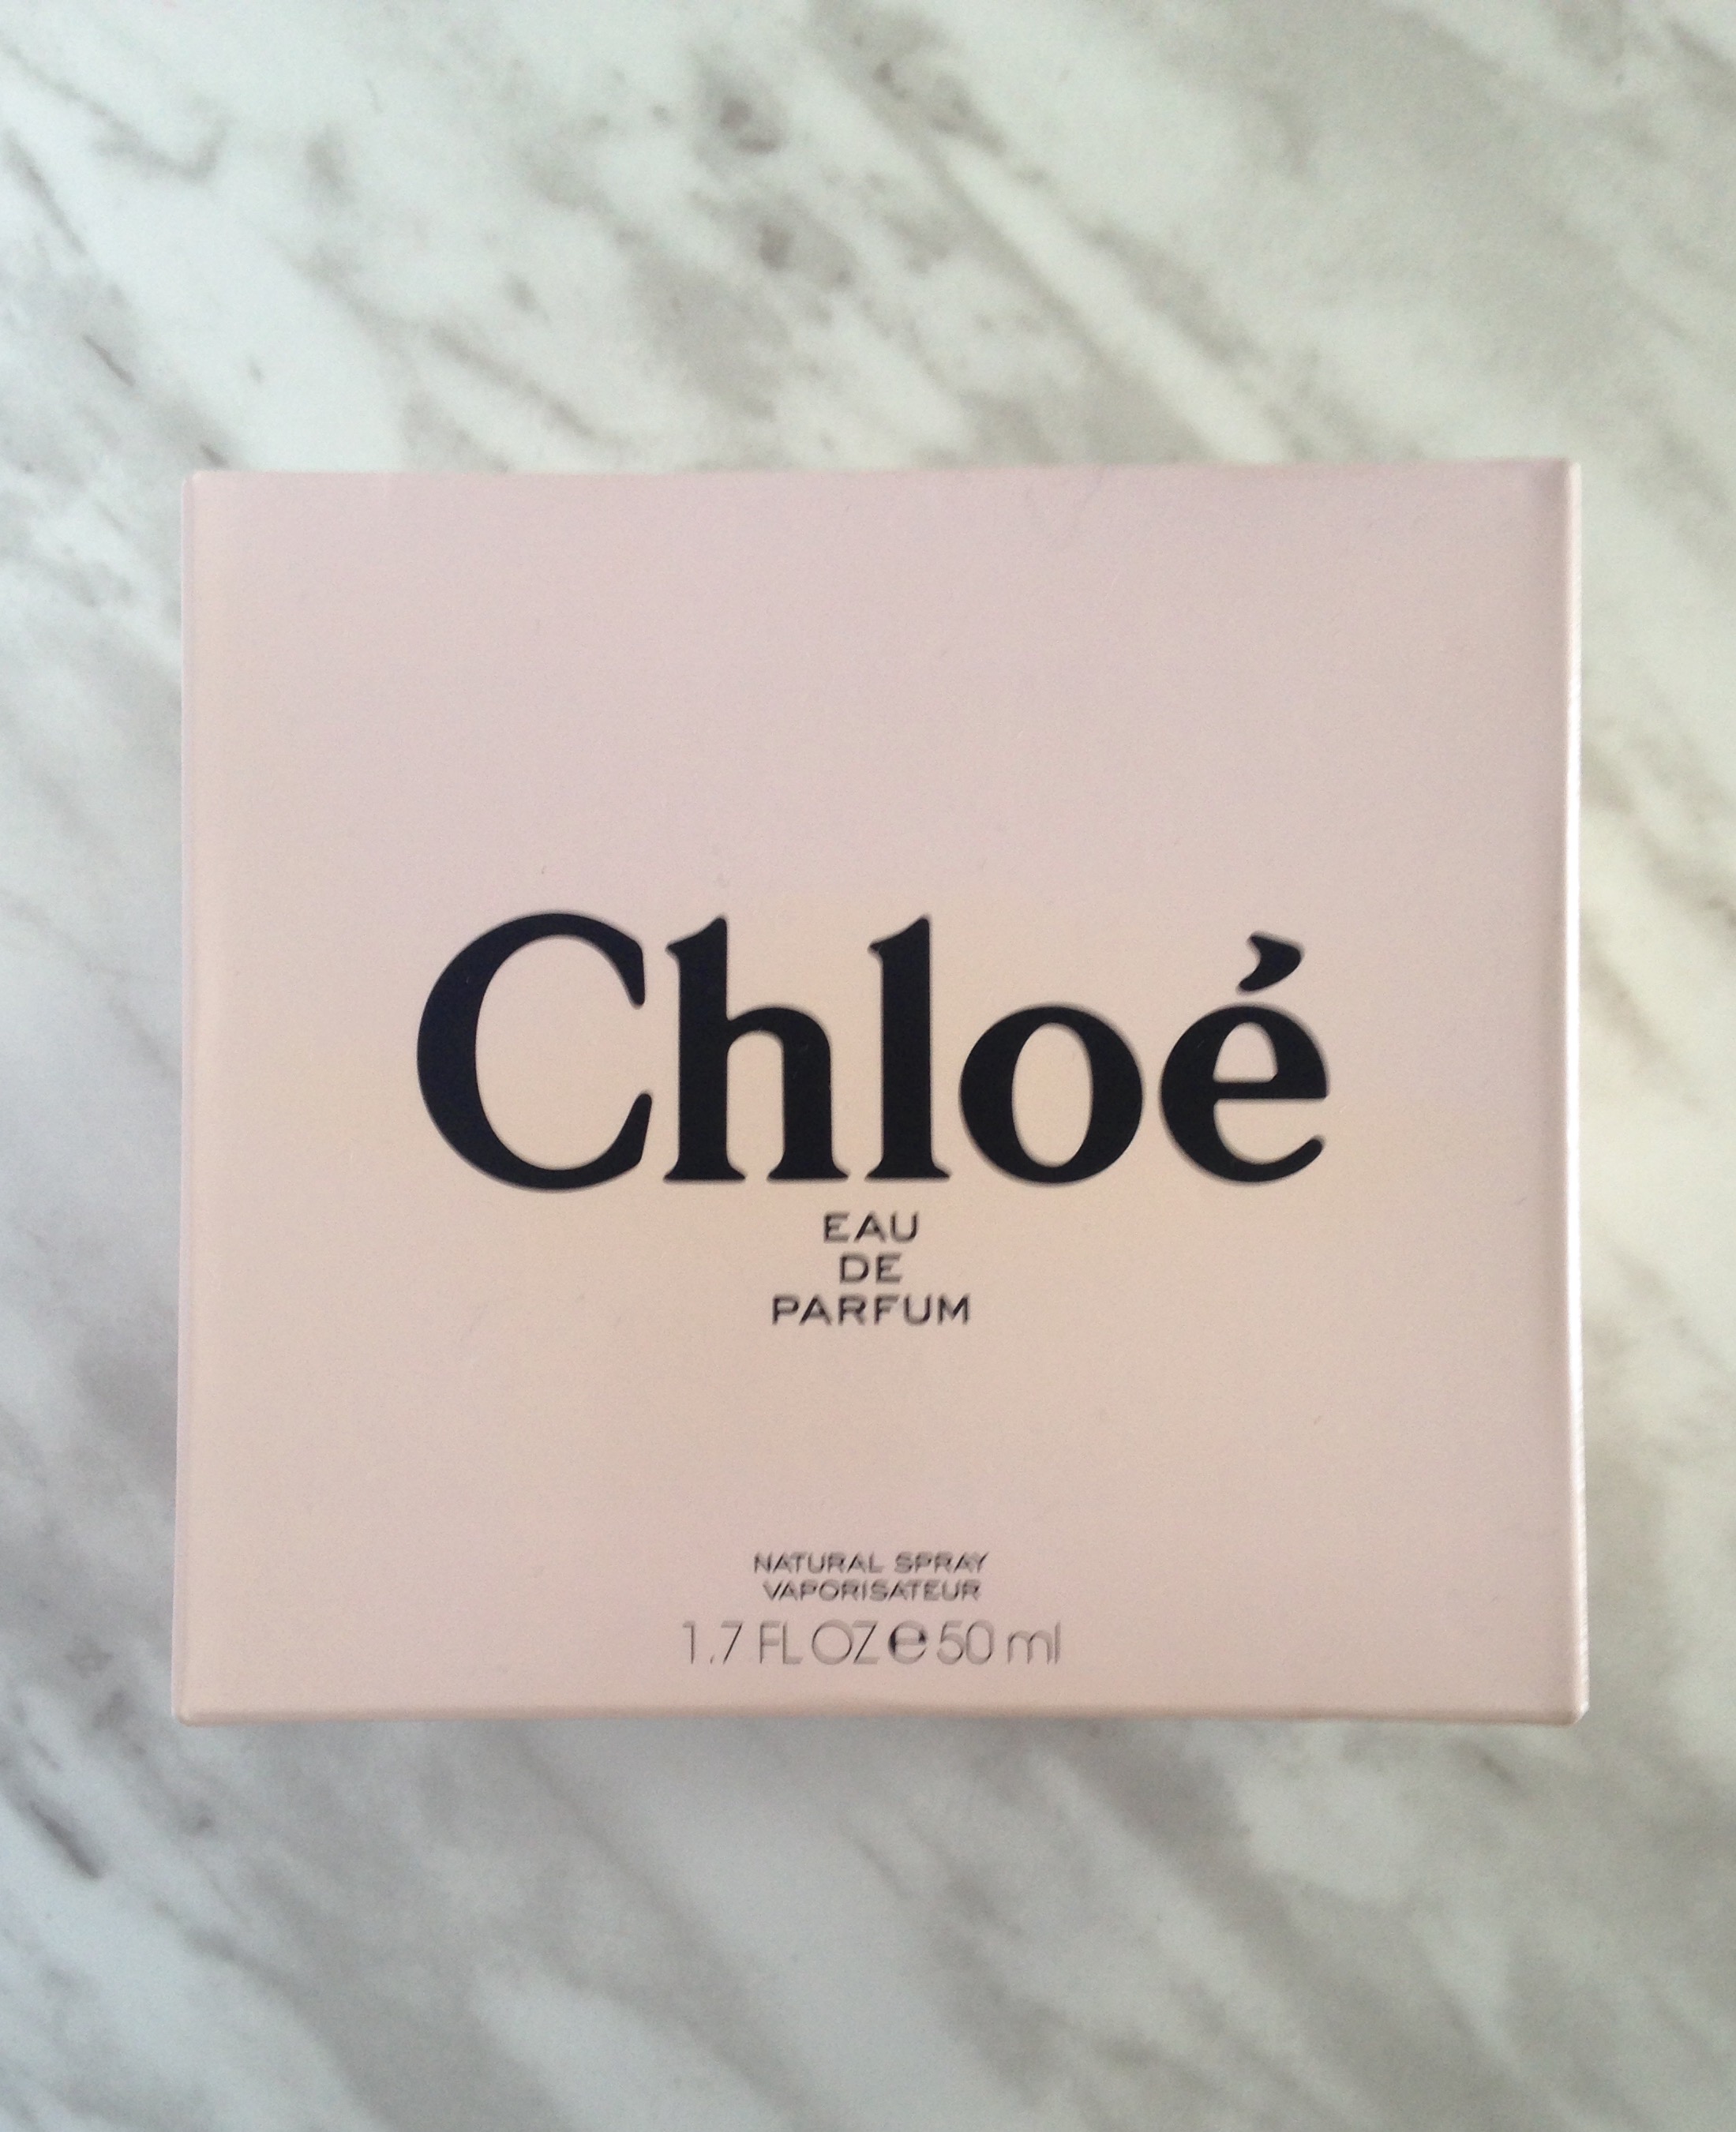 Chloé
EAU
DE
PARFUM
NATURAL SPRAY
VAPORISATEUR
1.7 FL OZ ℮ 50 ml